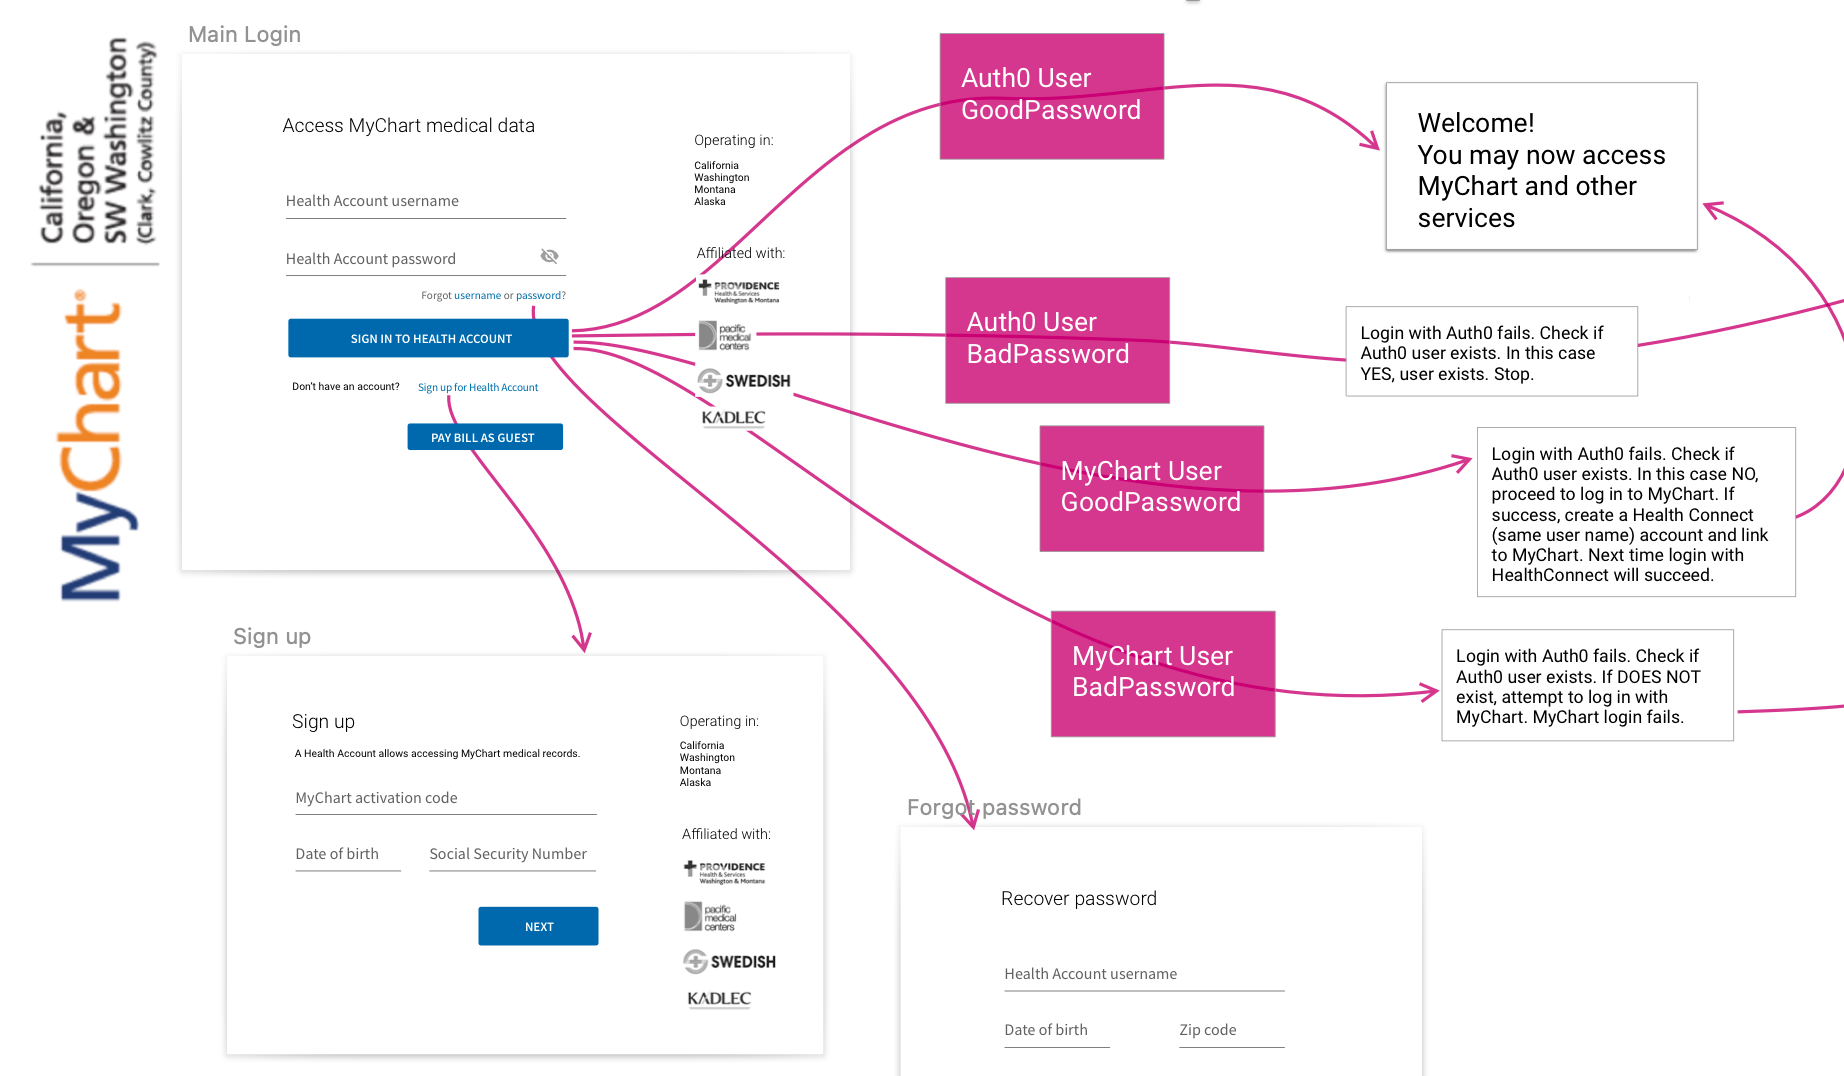 California,
Oregon &
SW Washington
(Clark, Cowlitz County)
MyChart®
Main Login
Access MyChart medical data
Health Account username
Health Account password
Forgot username or password?
SIGN IN TO HEALTH ACCOUNT
Don't have an account? Sign up for Health Account
PAY BILL AS GUEST
Operating in:
California
Washington
Montana
Alaska
Affiliated with:
PROVIDENCE
Health & Services
Washington & Montana
pacific
medical
centers
SWEDISH
KADLEC
Auth0 User
GoodPassword
Welcome!
You may now access
MyChart and other
services
Auth0 User
BadPassword
Login with Auth0 fails. Check if
Auth0 user exists. In this case
YES, user exists. Stop.
MyChart User
GoodPassword
Login with Auth0 fails. Check if
Auth0 user exists. In this case NO,
proceed to log in to MyChart. If
success, create a Health Connect
(same user name) account and link
to MyChart. Next time login with
HealthConnect will succeed.
MyChart User
BadPassword
Login with Auth0 fails. Check if
Auth0 user exists. If DOES NOT
exist, attempt to log in with
MyChart. MyChart login fails.
Sign up
Sign up
A Health Account allows accessing MyChart medical records.
MyChart activation code
Date of birth
Social Security Number
NEXT
Operating in:
California
Washington
Montana
Alaska
Affiliated with:
PROVIDENCE
Health & Services
Washington & Montana
pacific
medical
centers
SWEDISH
KADLEC
Forgot password
Recover password
Health Account username
Date of birth
Zip code